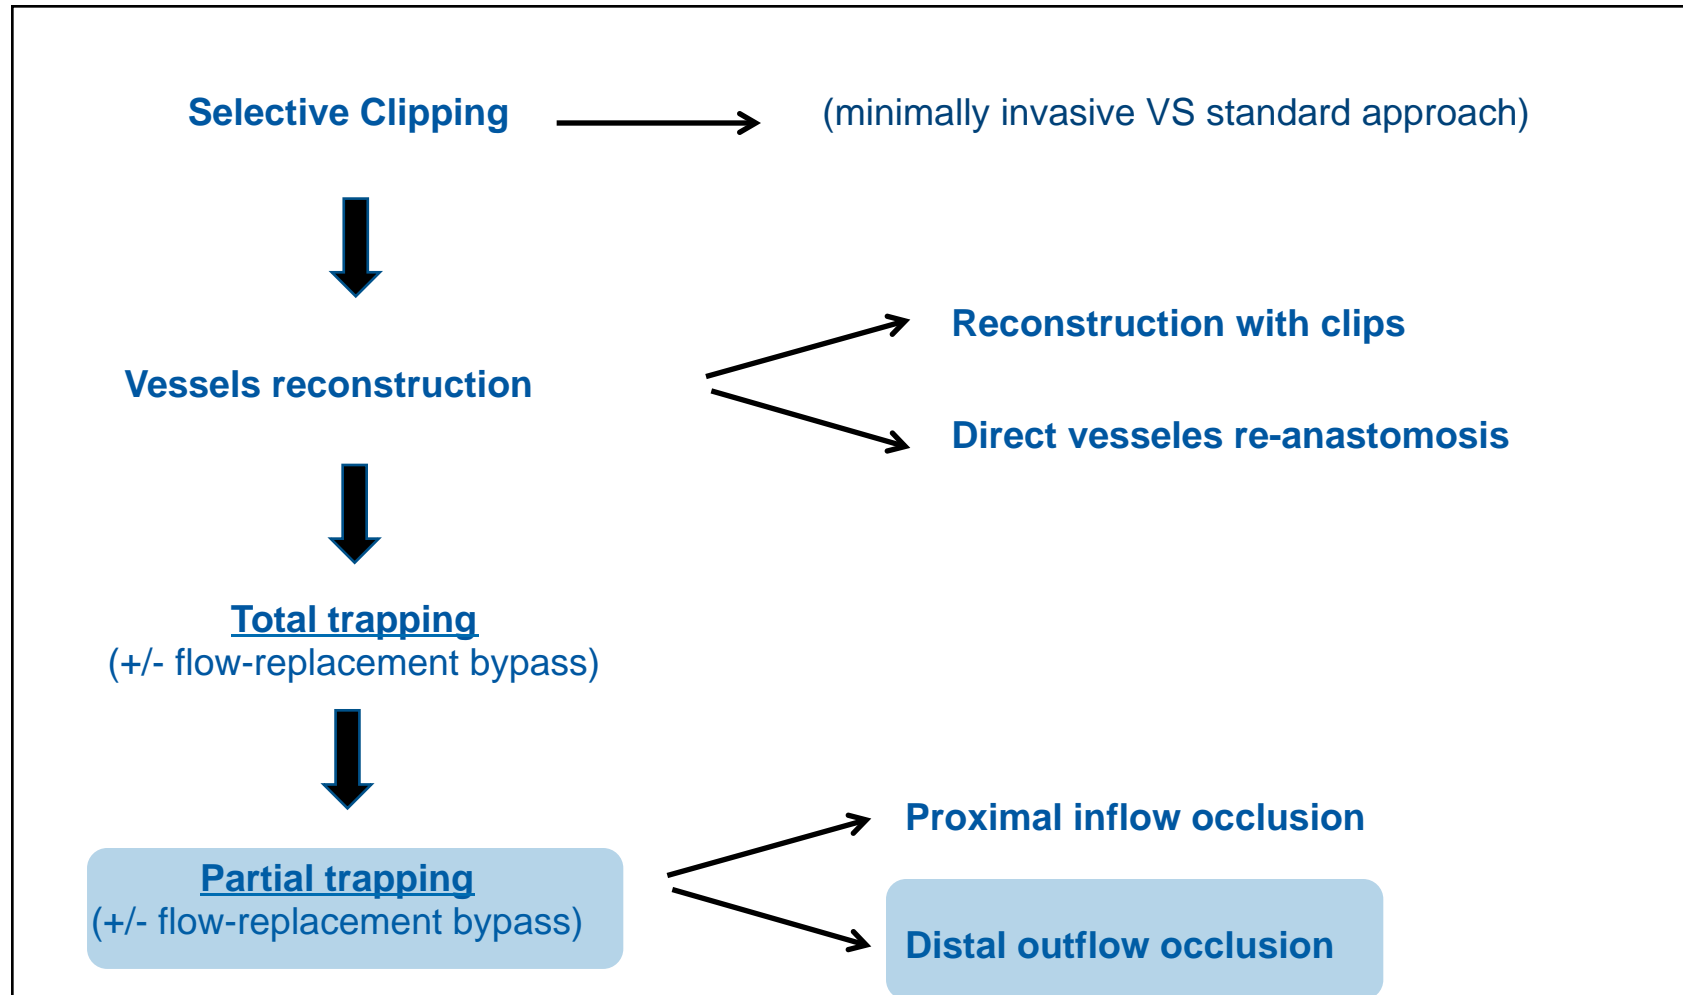 Selective Clipping
(minimally invasive VS standard approach)
Vessels reconstruction
Reconstruction with clips
Direct vesseles re-anastomosis
Total trapping
(+/- flow-replacement bypass)
Partial trapping
(+/- flow-replacement bypass)
Proximal inflow occlusion
Distal outflow occlusion